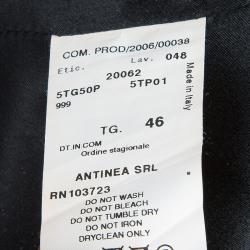 COM. PROD/2006/00038
Etic. Lav. 048
20062
5TG50P 5TP01
999
Made in Italy
TG. 46
DT.IN.COM
Ordine stagionale
ANTINEA SRL
RN103723
DO NOT WASH
DO NOT BLEACH
DO NOT TUMBLE DRY
DO NOT IRON
DRYCLEAN ONLY